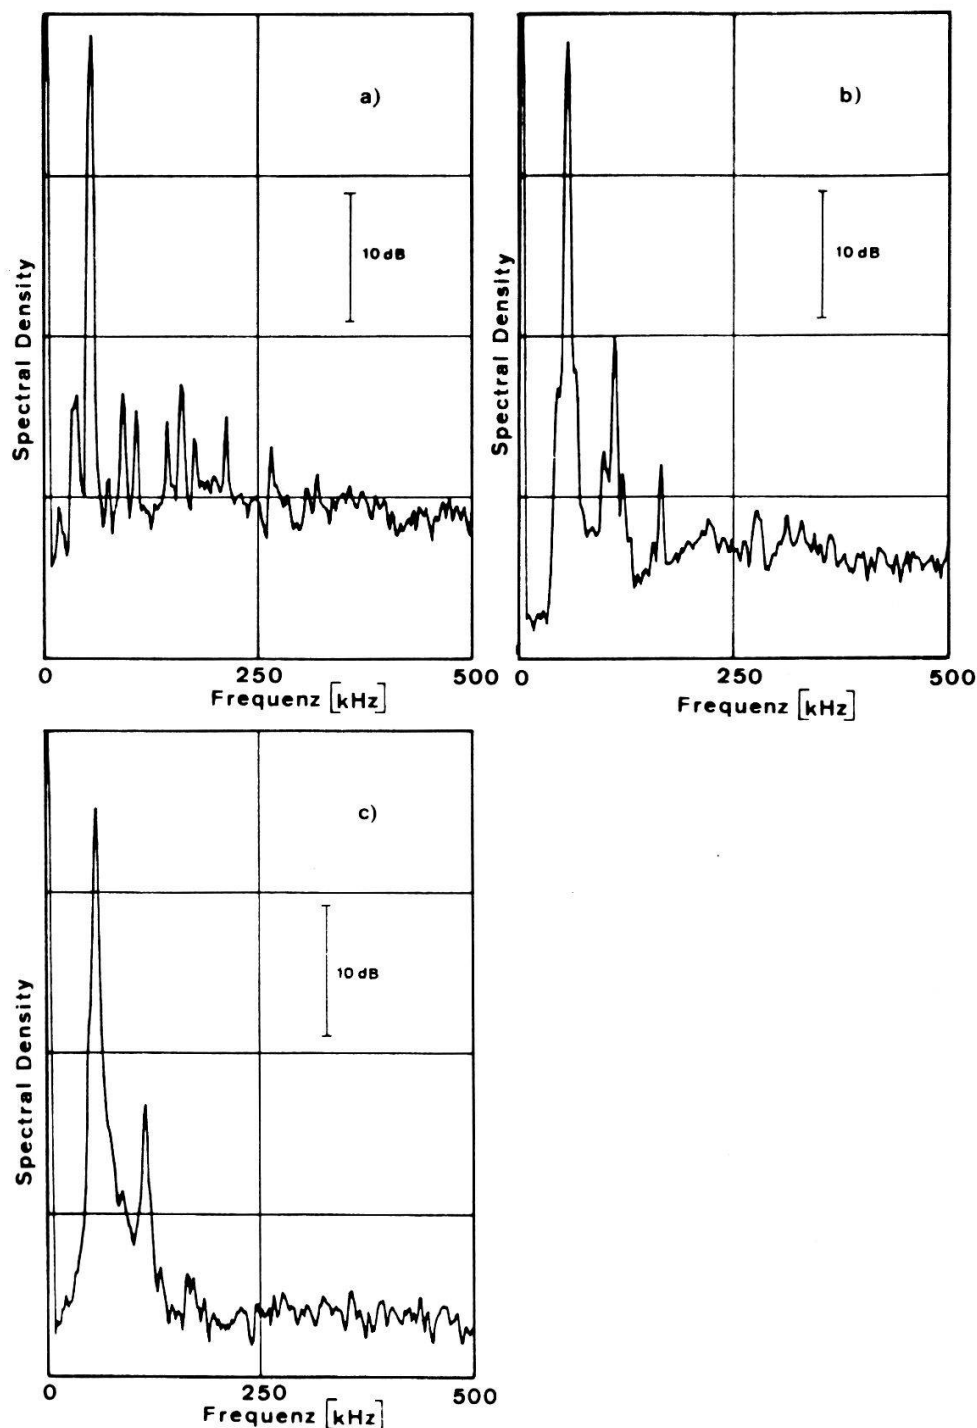 a)
10 dB
Spectral Density
0 250 500
Frequenz [kHz]
b)
10 dB
Spectral Density
0 250 500
Frequenz [kHz]
c)
10 dB
Spectral Density
0 250 500
Frequenz [kHz]